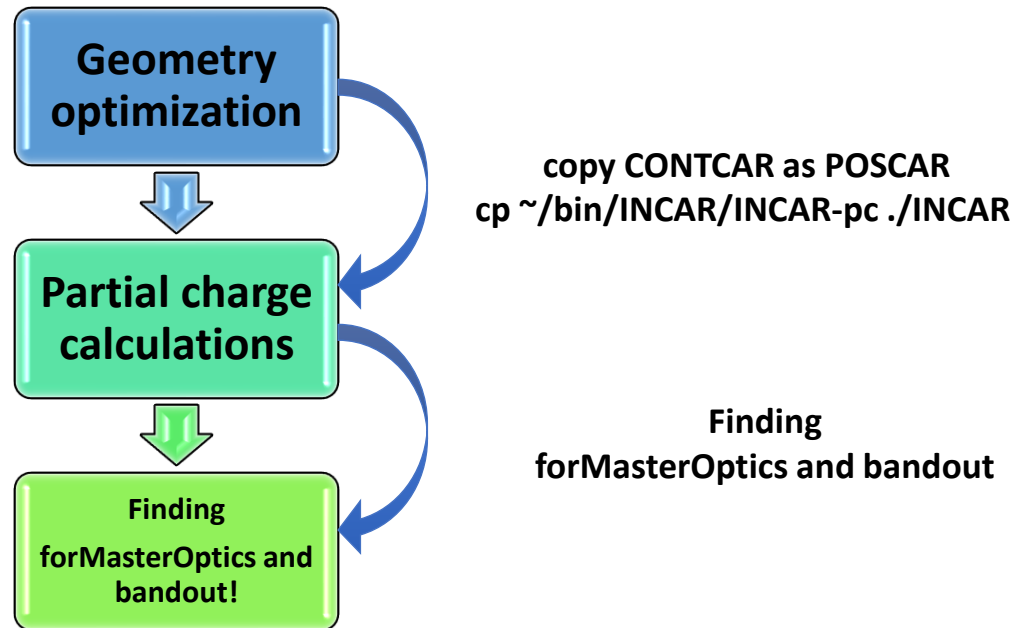 Geometry
optimization
copy CONTCAR as POSCAR
cp ~/bin/INCAR/INCAR-pc ./INCAR
Partial charge
calculations
Finding
forMasterOptics and bandout
Finding
forMasterOptics and
bandout!